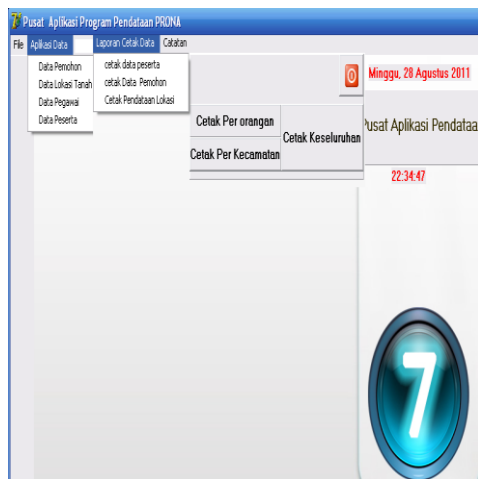 7 Pusat Aplikasi Program Pendataan PRONA
File Aplikasi Data Laporan Cetak Data Catatan
Data Pemohon
Data Lokasi Tanah
Data Pegawai
Data Peserta
cetak data peserta
cetak Data Pemohon
Cetak Pendataan Lokasi
Minggu, 28 Agustus 2011
Cetak Per orangan
Cetak Per Kecamatan
Cetak Keseluruhan
Pusat Aplikasi Pendataa
22:34:47
7